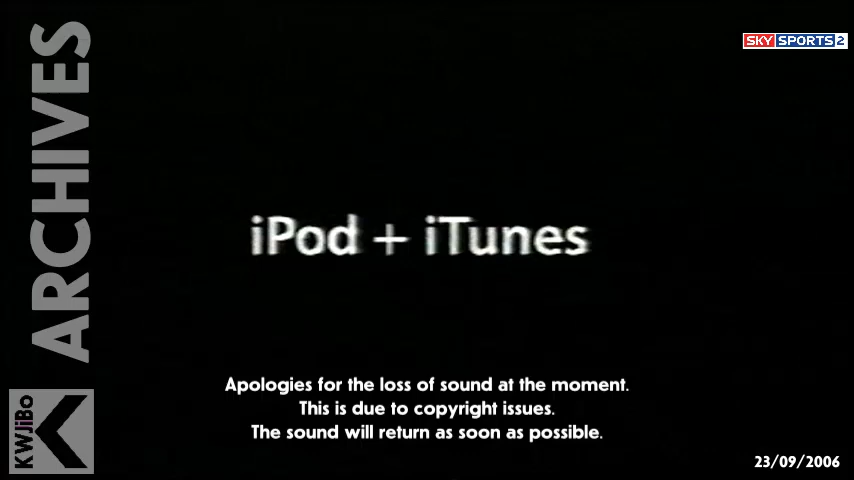 ARCHIVES
SKY SPORTS 2
iPod + iTunes
Apologies for the loss of sound at the moment.
This is due to copyright issues.
The sound will return as soon as possible.
KWJiBo
23/09/2006